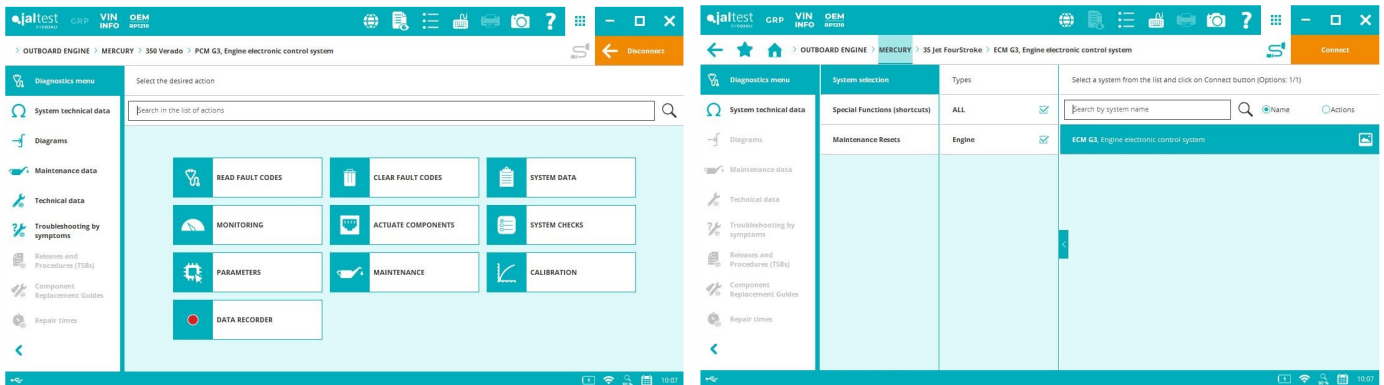 jaltest
BY COJALI
GRP
VIN
INFO
OEM
RP1210
?
> OUTBOARD ENGINE > MERCURY > 350 Verado > PCM G3, Engine electronic control system
Disconnect
Diagnostics menu
Select the desired action
System technical data
Search in the list of actions
Diagrams
Maintenance data
Technical data
Troubleshooting by
symptoms
Releases and
Procedures (TSBs)
Component
Replacement Guides
Repair times
READ FAULT CODES
CLEAR FAULT CODES
SYSTEM DATA
MONITORING
ACTUATE COMPONENTS
SYSTEM CHECKS
PARAMETERS
MAINTENANCE
CALIBRATION
DATA RECORDER
80%
10:07
jaltest
BY COJALI
GRP
VIN
INFO
OEM
RP1210
?
> OUTBOARD ENGINE > MERCURY > 35 Jet FourStroke > ECM G3, Engine electronic control system
Connect
Diagnostics menu
System selection
Types
Select a system from the list and click on Connect button (Options: 1/1)
System technical data
Special Functions (shortcuts)
ALL
Search by system name
Name
Actions
Diagrams
Maintenance Resets
Engine
ECM G3, Engine electronic control system
Maintenance data
Technical data
Troubleshooting by
symptoms
Releases and
Procedures (TSBs)
Component
Replacement Guides
Repair times
80%
10:07